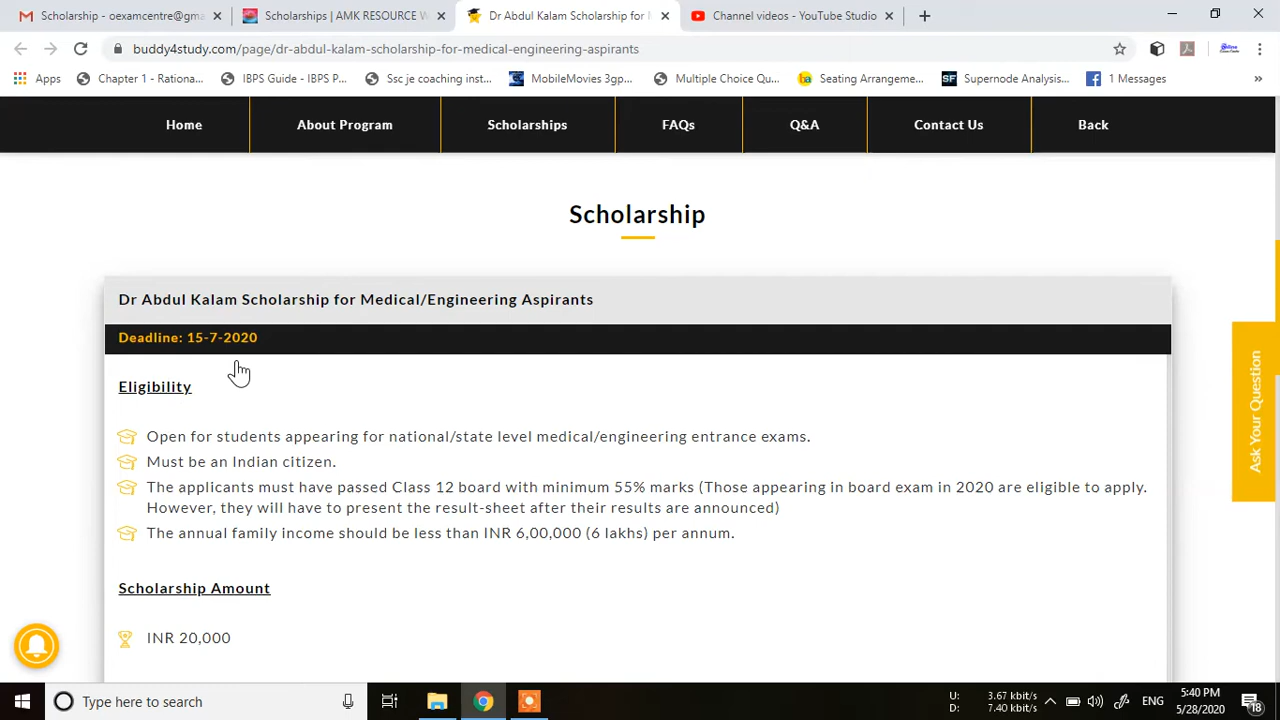 Scholarship - oexamcentre@gma
Scholarships | AMK RESOURCE W
Dr Abdul Kalam Scholarship for M
Channel videos - YouTube Studio
buddy4study.com/page/dr-abdul-kalam-scholarship-for-medical-engineering-aspirants
Apps
Chapter 1 - Rationa...
IBPS Guide - IBPS P...
Ssc je coaching inst...
MobileMovies 3gp...
Multiple Choice Qu...
Seating Arrangeme...
Supernode Analysis...
1 Messages
Home
About Program
Scholarships
FAQs
Q&A
Contact Us
Back
Scholarship
Dr Abdul Kalam Scholarship for Medical/Engineering Aspirants
Deadline: 15-7-2020
Eligibility
Open for students appearing for national/state level medical/engineering entrance exams.
Must be an Indian citizen.
The applicants must have passed Class 12 board with minimum 55% marks (Those appearing in board exam in 2020 are eligible to apply.
However, they will have to present the result-sheet after their results are announced)
The annual family income should be less than INR 6,00,000 (6 lakhs) per annum.
Scholarship Amount
INR 20,000
Ask Your Question
Type here to search
U: 3.67 kbit/s
D: 7.40 kbit/s
ENG
5:40 PM
5/28/2020
18